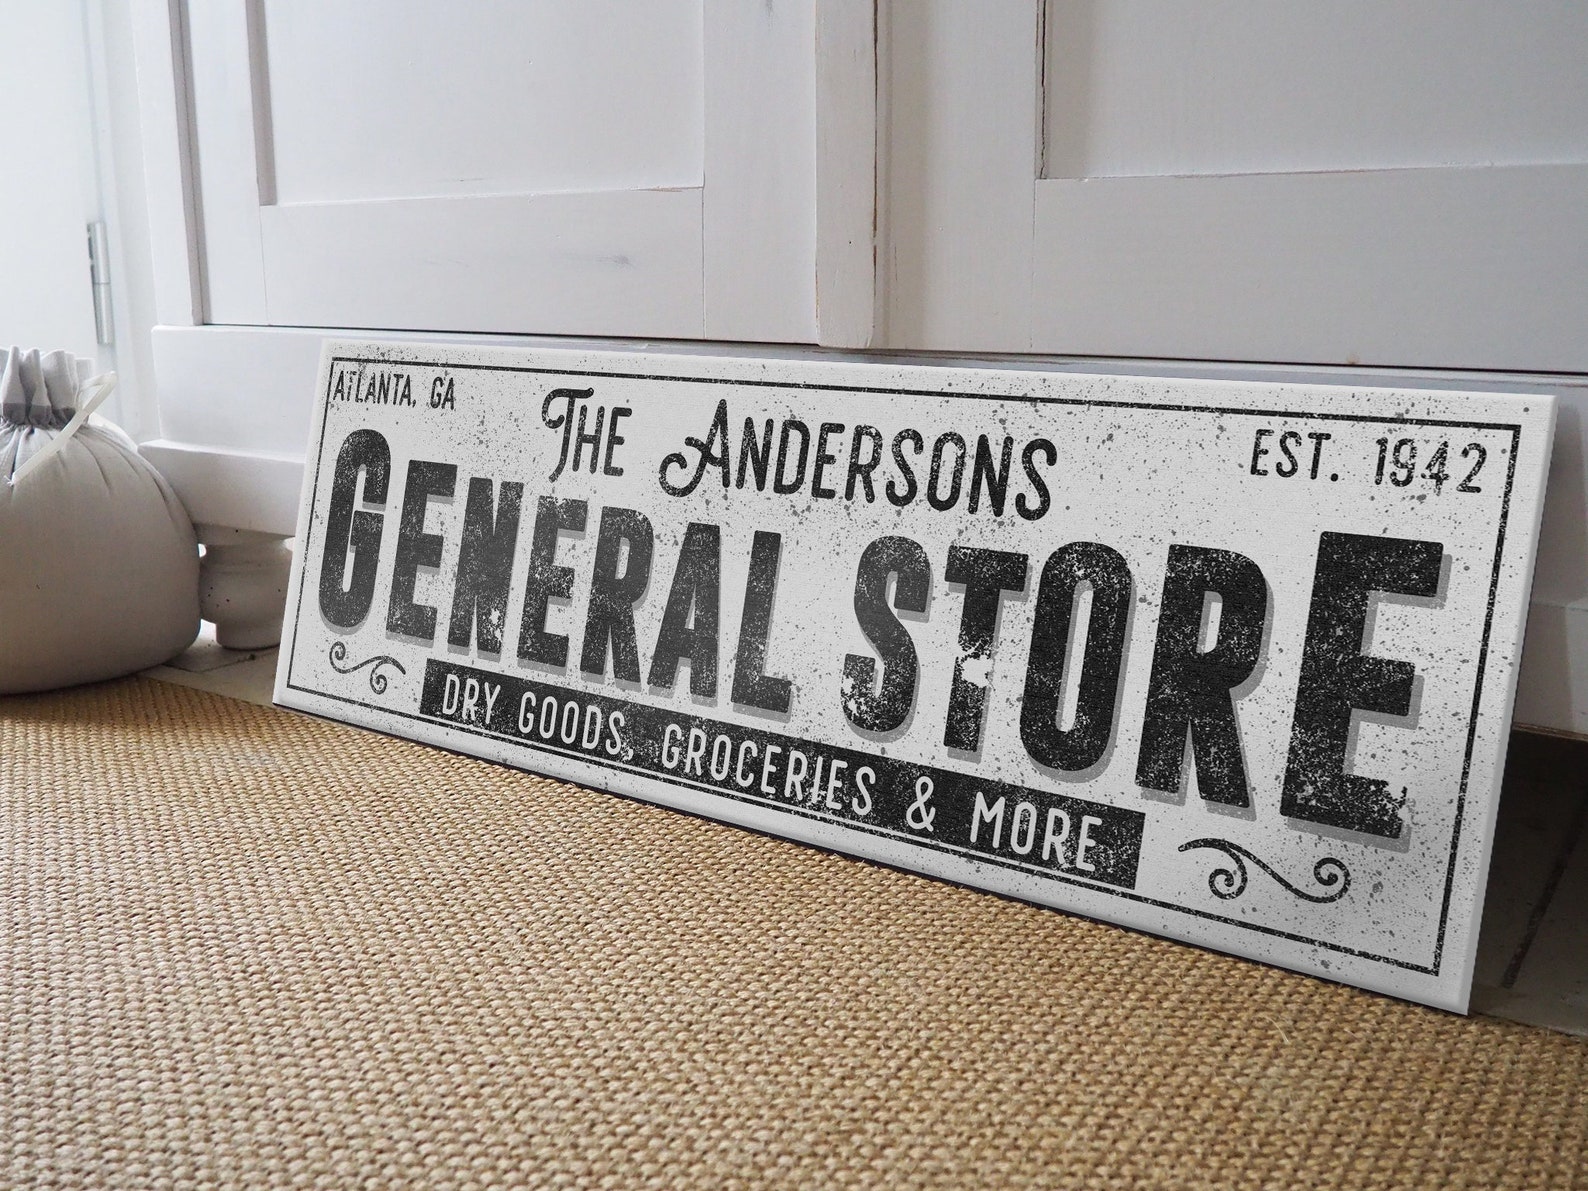 ATLANTA, GA
THE ANDERSONS
EST. 1942
GENERAL STORE
DRY GOODS, GROCERIES & MORE